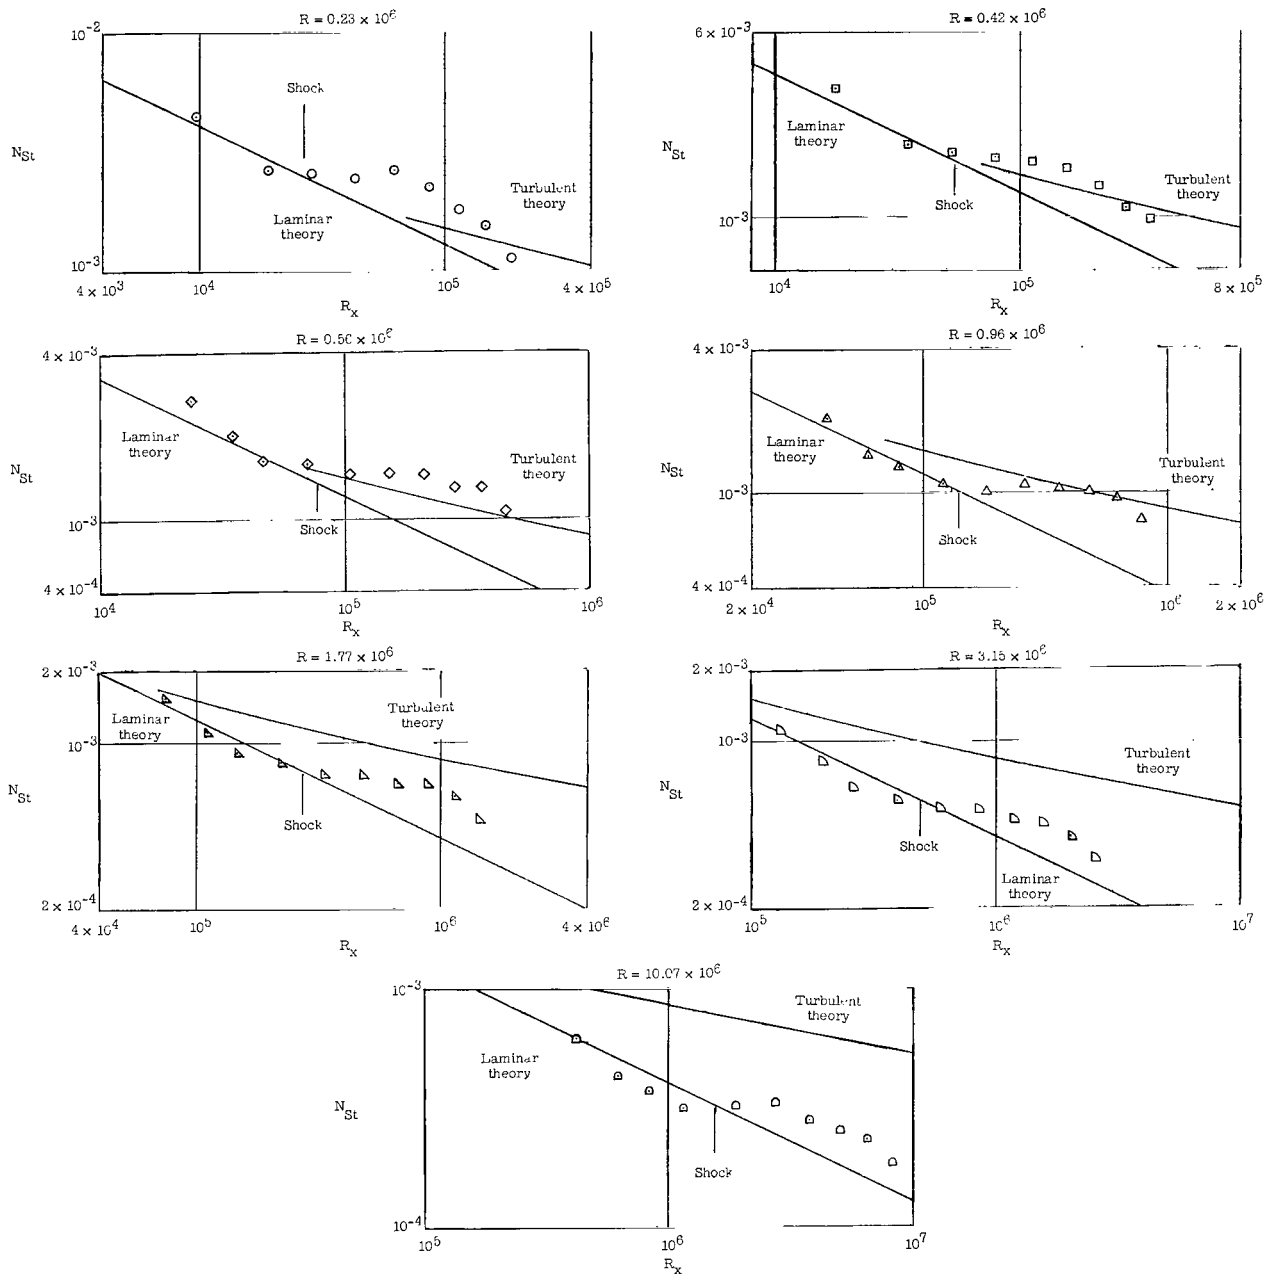 R = 0.23 × 10⁶
10⁻²
Shock
N_St
Laminar
theory
Turbulent
theory
10⁻³
4 × 10³
10⁴
10⁵
4 × 10⁵
R_x
R = 0.42 × 10⁶
6 × 10⁻³
Laminar
theory
N_St
Turbulent
theory
Shock
10⁻³
10⁴
10⁵
8 × 10⁵
R_x
R = 0.56 × 10⁶
4 × 10⁻³
Laminar
theory
N_St
Turbulent
theory
10⁻³
Shock
4 × 10⁻⁴
10⁴
10⁵
10⁶
R_x
R = 0.96 × 10⁶
4 × 10⁻³
Laminar
theory
N_St
Turbulent
theory
10⁻³
Shock
4 × 10⁻⁴
2 × 10⁴
10⁵
10⁶
2 × 10⁶
R_x
R = 1.77 × 10⁶
2 × 10⁻³
Laminar
theory
Turbulent
theory
10⁻³
N_St
Shock
2 × 10⁻⁴
4 × 10⁴
10⁵
10⁶
4 × 10⁶
R_x
R = 3.15 × 10⁶
2 × 10⁻³
10⁻³
Turbulent
theory
N_St
Shock
Laminar
theory
2 × 10⁻⁴
10⁵
10⁶
10⁷
R_x
R = 10.07 × 10⁶
10⁻³
Turbulent
theory
Laminar
theory
N_St
Shock
10⁻⁴
10⁵
10⁶
10⁷
R_x